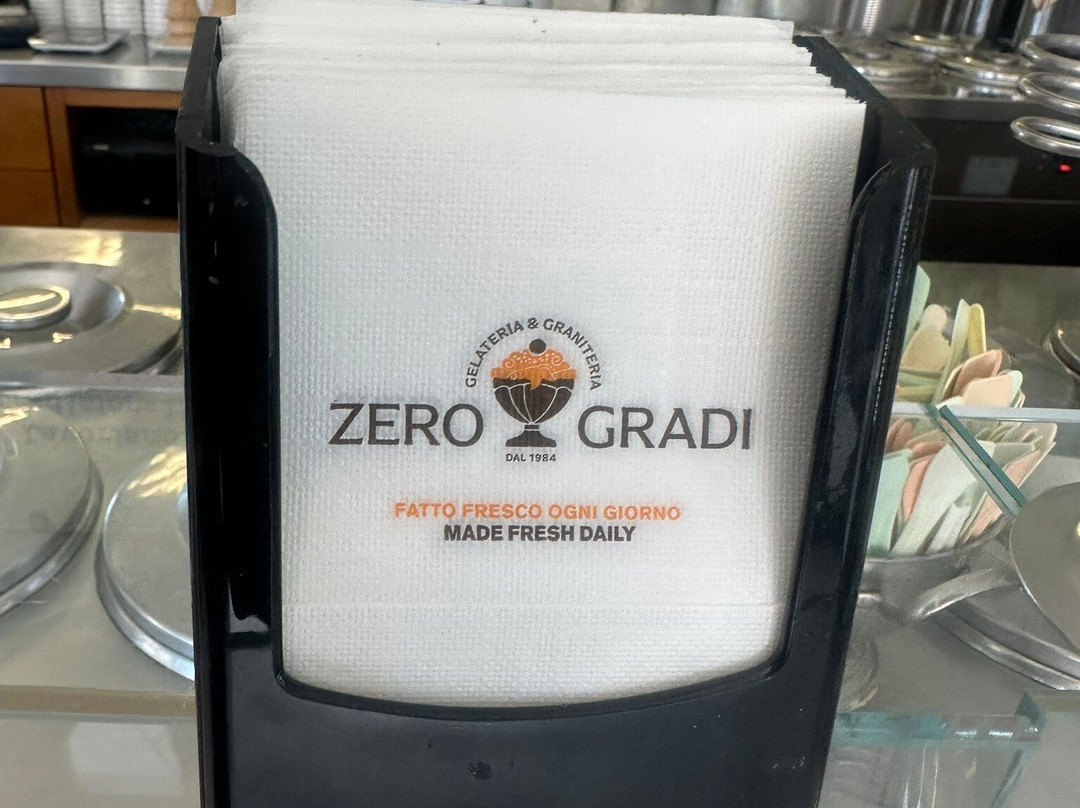 GELATERIA & GRANITERIA
ZERO GRADI
DAL 1984
FATTO FRESCO OGNI GIORNO
MADE FRESH DAILY